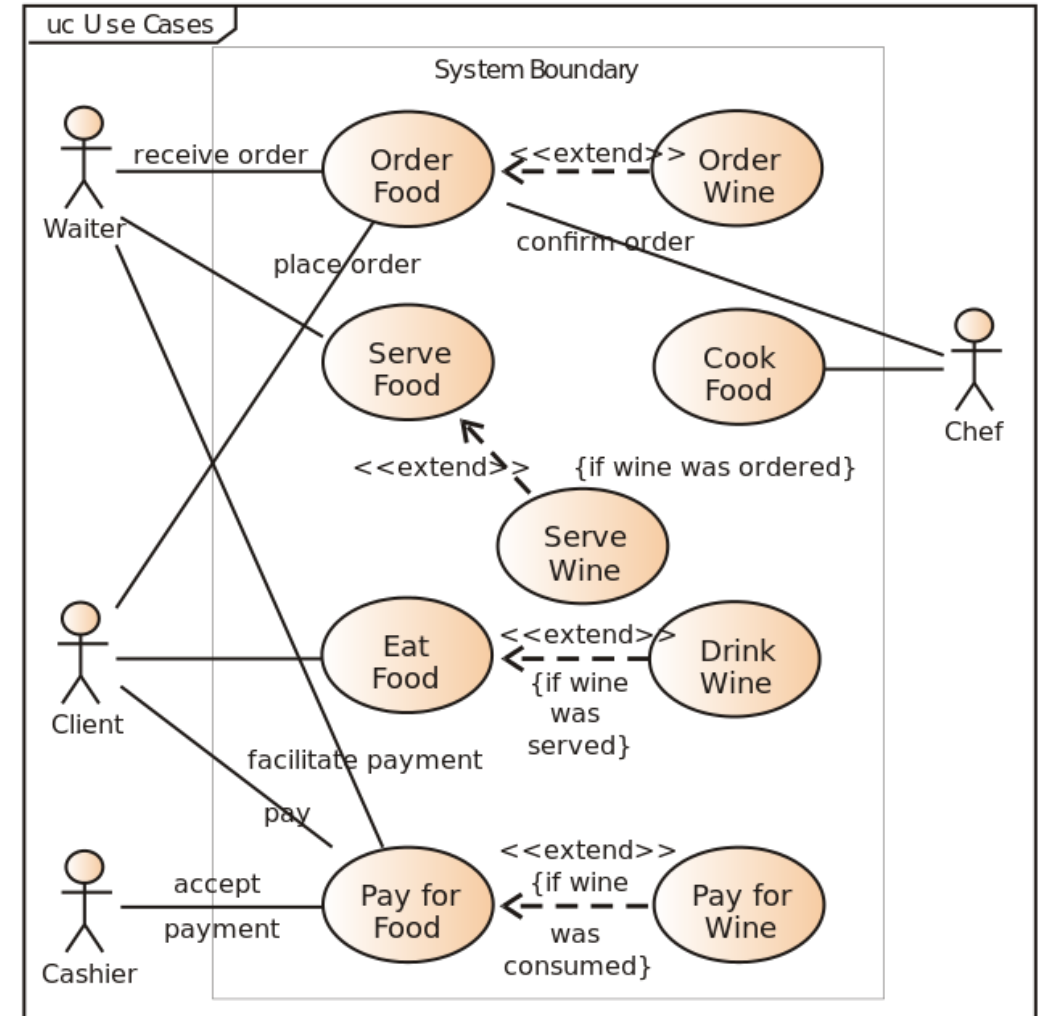 uc Use Cases
System Boundary
receive order
Order
Food
<<extend>>
Order
Wine
Waiter
confirm order
place order
Serve
Food
Cook
Food
Chef
<<extend>>
{if wine was ordered}
Serve
Wine
Eat
Food
<<extend>>
{if wine
was
served}
Drink
Wine
Client
facilitate payment
pay
accept
payment
Cashier
Pay for
Food
<<extend>>
{if wine
was
consumed}
Pay for
Wine